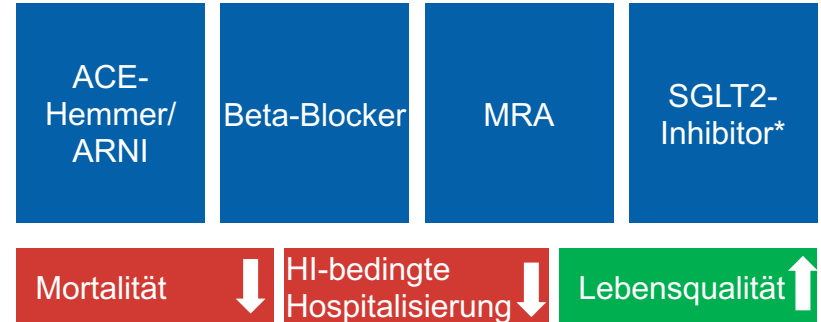 ACE-
Hemmer/
ARNI
Beta-Blocker
MRA
SGLT2-
Inhibitor*
Mortalität
HI-bedingte
Hospitalisierung
Lebensqualität